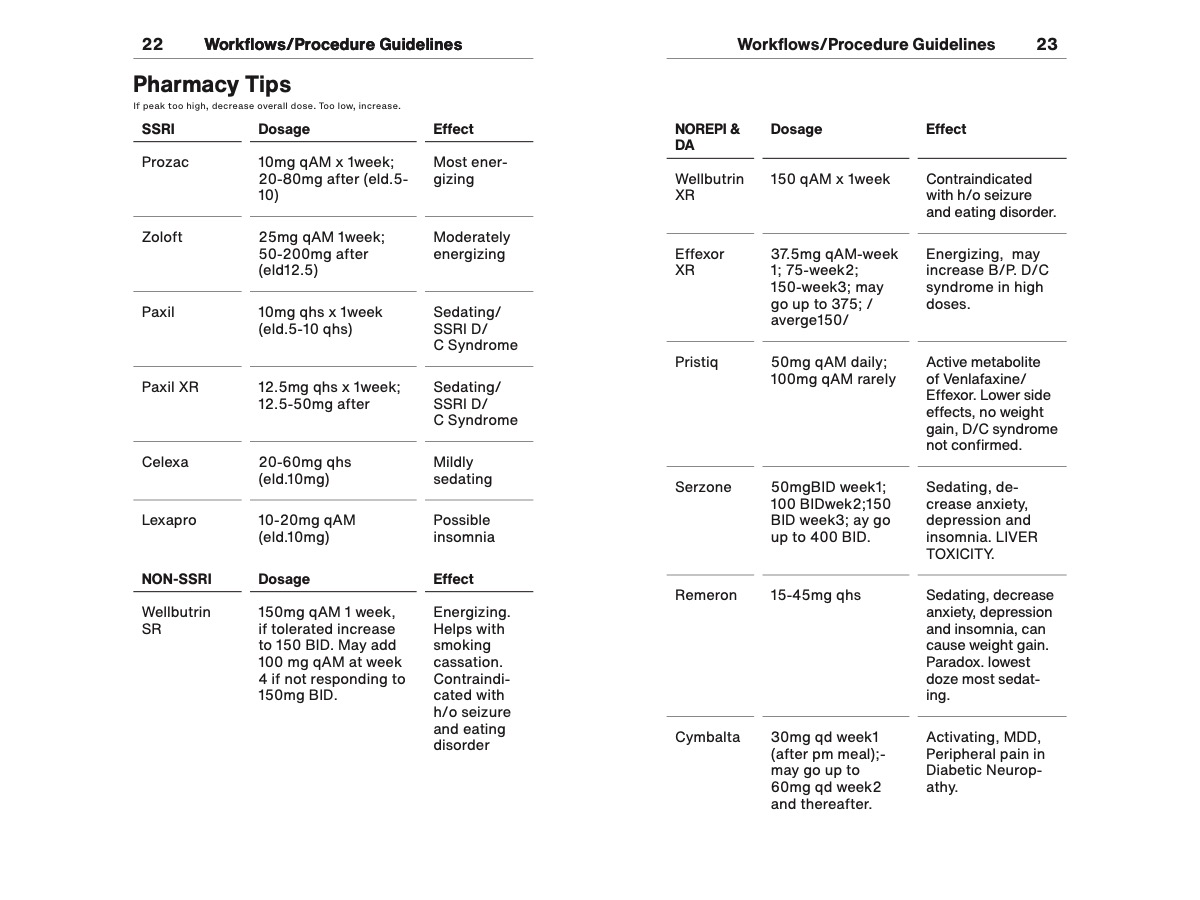 22 Workflows/Procedure Guidelines
Pharmacy Tips
If peak too high, decrease overall dose. Too low, increase.
SSRI Dosage Effect
Prozac 10mg qAM x 1week; Most ener-
20-80mg after (eld.5- gizing
10)
Zoloft 25mg qAM 1week; Moderately
50-200mg after energizing
(eld12.5)
Paxil 10mg qhs x 1week Sedating/
(eld.5-10 qhs) SSRI D/
C Syndrome
Paxil XR 12.5mg qhs x 1week; Sedating/
12.5-50mg after SSRI D/
C Syndrome
Celexa 20-60mg qhs Mildly
(eld.10mg) sedating
Lexapro 10-20mg qAM Possible
(eld.10mg) insomnia
NON-SSRI Dosage Effect
Wellbutrin 150mg qAM 1 week, Energizing.
SR if tolerated increase Helps with
to 150 BID. May add smoking
100 mg qAM at week cassation.
4 if not responding to Contraindi-
150mg BID. cated with
h/o seizure
and eating
disorder
Workflows/Procedure Guidelines 23
NOREPI & Dosage Effect
DA
Wellbutrin 150 qAM x 1week Contraindicated
XR with h/o seizure
and eating disorder.
Effexor 37.5mg qAM-week Energizing, may
XR 1; 75-week2; increase B/P. D/C
150-week3; may syndrome in high
go up to 375; / doses.
averge150/
Pristiq 50mg qAM daily; Active metabolite
100mg qAM rarely of Venlafaxine/
Effexor. Lower side
effects, no weight
gain, D/C syndrome
not confirmed.
Serzone 50mgBID week1; Sedating, de-
100 BIDwek2;150 crease anxiety,
BID week3; ay go depression and
up to 400 BID. insomnia. LIVER
TOXICITY.
Remeron 15-45mg qhs Sedating, decrease
anxiety, depression
and insomnia, can
cause weight gain.
Paradox. lowest
doze most sedat-
ing.
Cymbalta 30mg qd week1 Activating, MDD,
(after pm meal);- Peripheral pain in
may go up to Diabetic Neurop-
60mg qd week2 athy.
and thereafter.